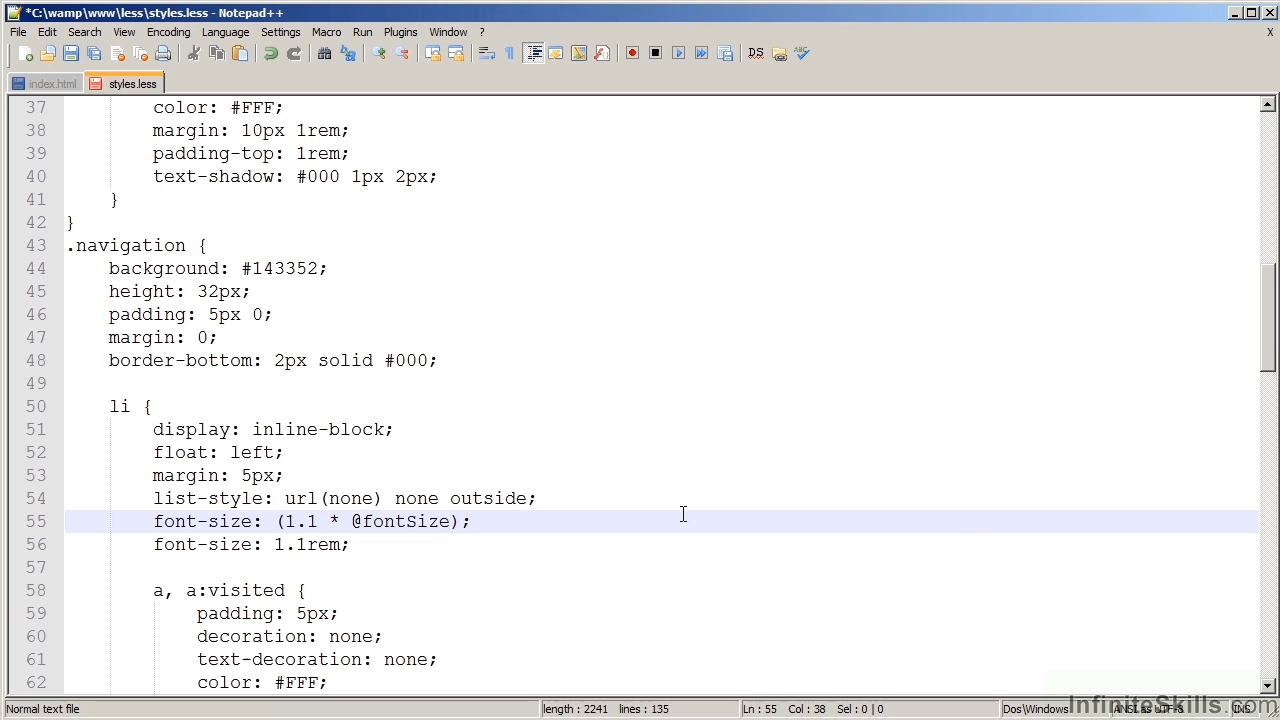 *C:\wamp\www\less\styles.less - Notepad++
File Edit Search View Encoding Language Settings Macro Run Plugins Window ? X
index.html styles.less
37 color: #FFF;
38 margin: 10px 1rem;
39 padding-top: 1rem;
40 text-shadow: #000 1px 2px;
41 }
42 }
43 .navigation {
44 background: #143352;
45 height: 32px;
46 padding: 5px 0;
47 margin: 0;
48 border-bottom: 2px solid #000;
49
50 li {
51 display: inline-block;
52 float: left;
53 margin: 5px;
54 list-style: url(none) none outside;
55 font-size: (1.1 * @fontSize);
56 font-size: 1.1rem;
57
58 a, a:visited {
59 padding: 5px;
60 decoration: none;
61 text-decoration: none;
62 color: #FFF;
Normal text file length : 2241 lines : 135 Ln : 55 Col : 38 Sel : 0 | 0 Dos\Windows ANSI as UTF-8 INS
InfiniteSkills.com